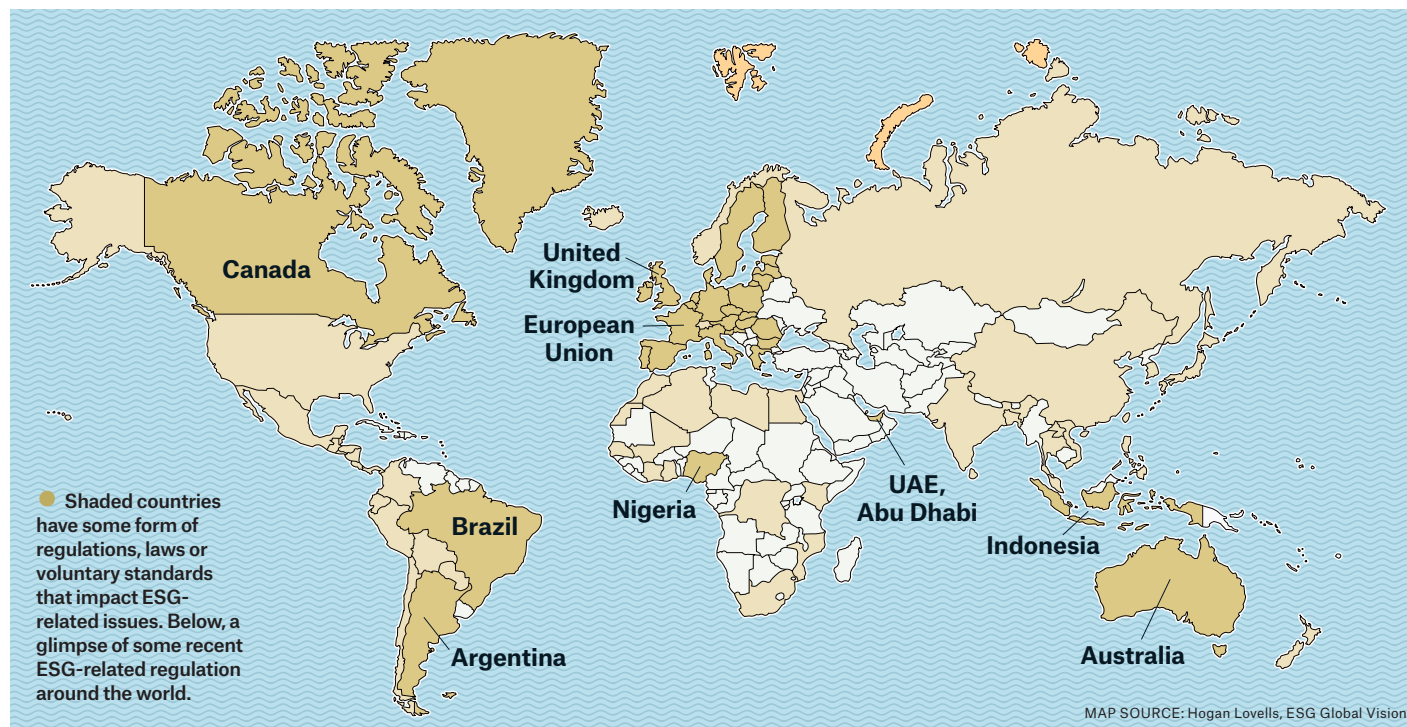 Canada
United
Kingdom
European
Union
Nigeria
UAE,
Abu Dhabi
Indonesia
Brazil
Argentina
Australia
Shaded countries
have some form of
regulations, laws or
voluntary standards
that impact ESG-
related issues. Below, a
glimpse of some recent
ESG-related regulation
around the world.
MAP SOURCE: Hogan Lovells, ESG Global Vision